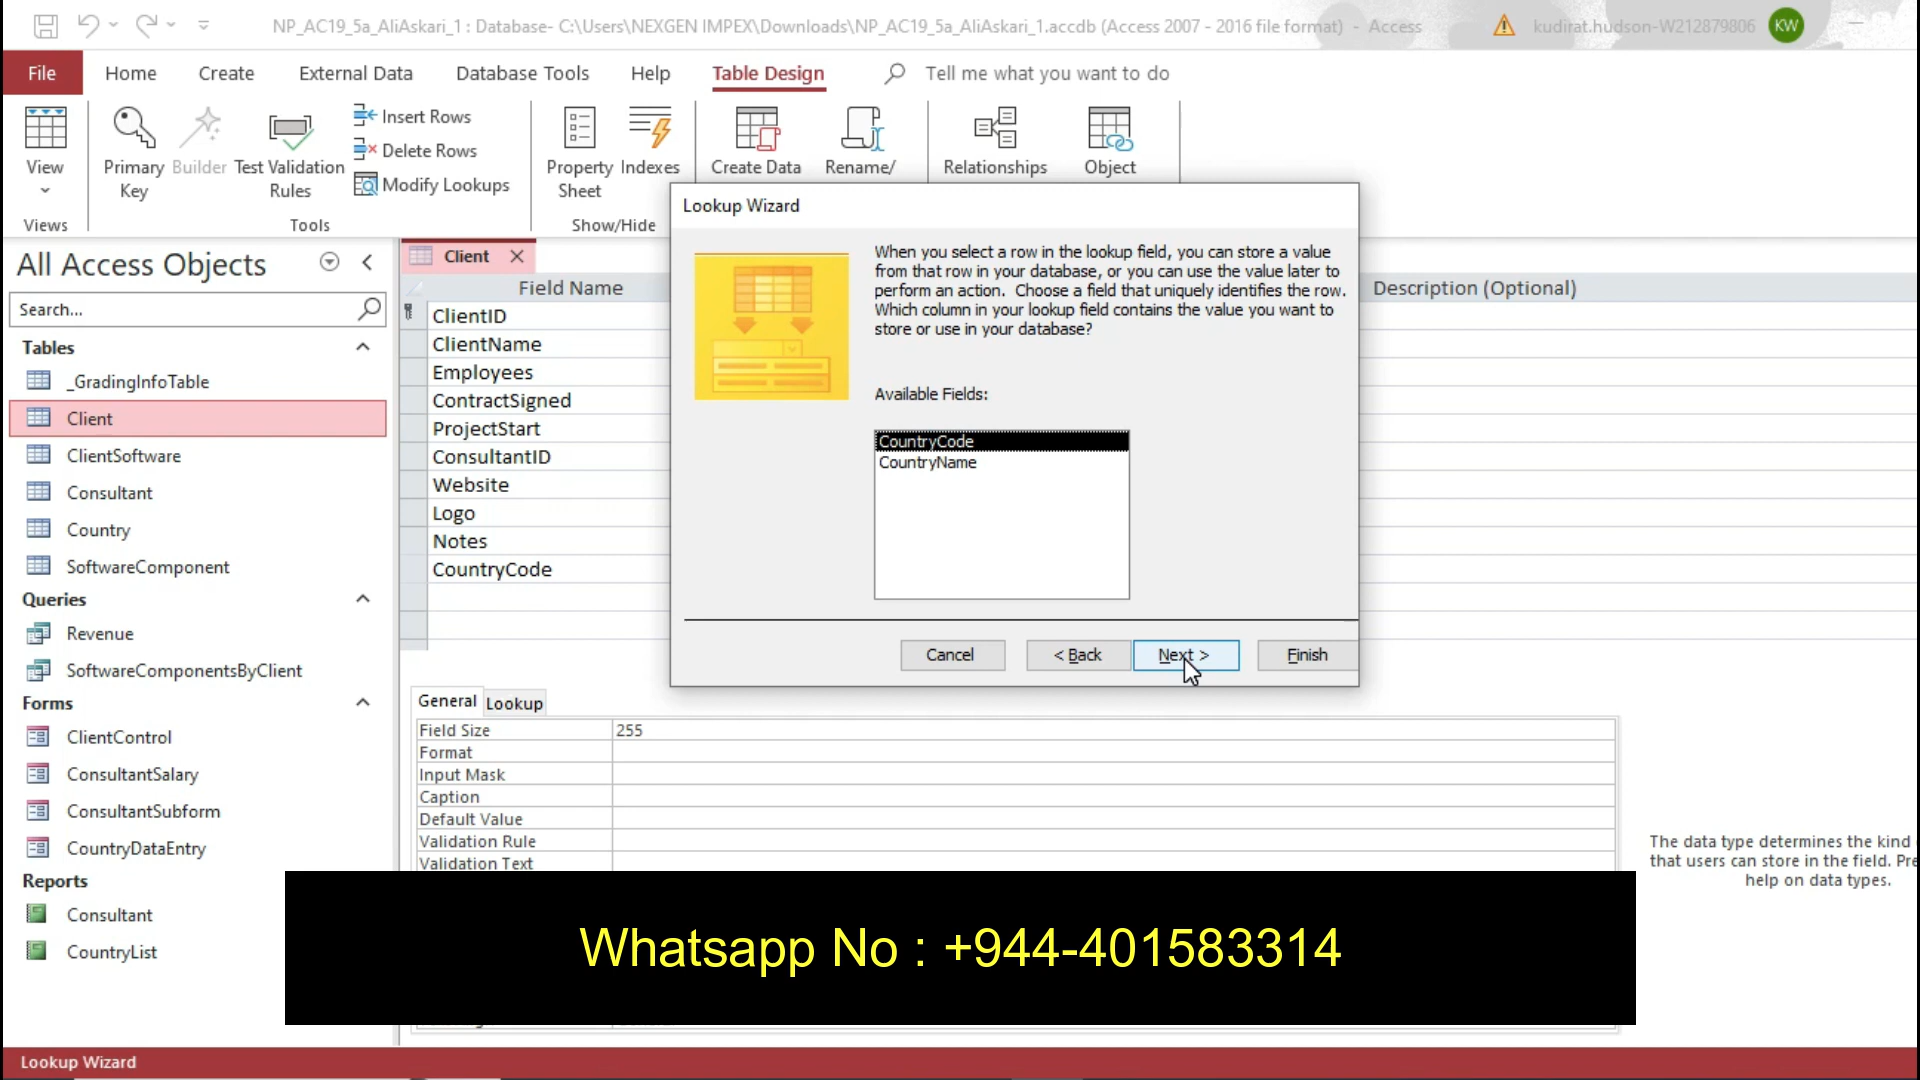 NP_AC19_5a_AliAskari_1 : Database- C:\Users\NEXGEN IMPEX\Downloads\NP_AC19_5a_AliAskari_1.accdb (Access 2007 - 2016 file format) - Access
kudirat.hudson-W212879806
KW
File
Home
Create
External Data
Database Tools
Help
Table Design
Tell me what you want to do
View
Primary Key
Builder
Test Validation Rules
Insert Rows
Delete Rows
Modify Lookups
Property Sheet
Indexes
Create Data
Rename/
Relationships
Object
Views
Tools
Show/Hide
All Access Objects
Search...
Tables
_GradingInfoTable
Client
ClientSoftware
Consultant
Country
SoftwareComponent
Queries
Revenue
SoftwareComponentsByClient
Forms
ClientControl
ConsultantSalary
ConsultantSubform
CountryDataEntry
Reports
Consultant
CountryList
Client
Field Name
Description (Optional)
ClientID
ClientName
Employees
ContractSigned
ProjectStart
ConsultantID
Website
Logo
Notes
CountryCode
Lookup Wizard
When you select a row in the lookup field, you can store a value
from that row in your database, or you can use the value later to
perform an action. Choose a field that uniquely identifies the row.
Which column in your lookup field contains the value you want to
store or use in your database?
Available Fields:
CountryCode
CountryName
Cancel
< Back
Next >
Finish
General
Lookup
Field Size 255
Format
Input Mask
Caption
Default Value
Validation Rule
Validation Text
The data type determines the kind
that users can store in the field. Pre
help on data types.
Whatsapp No : +944-401583314
Lookup Wizard